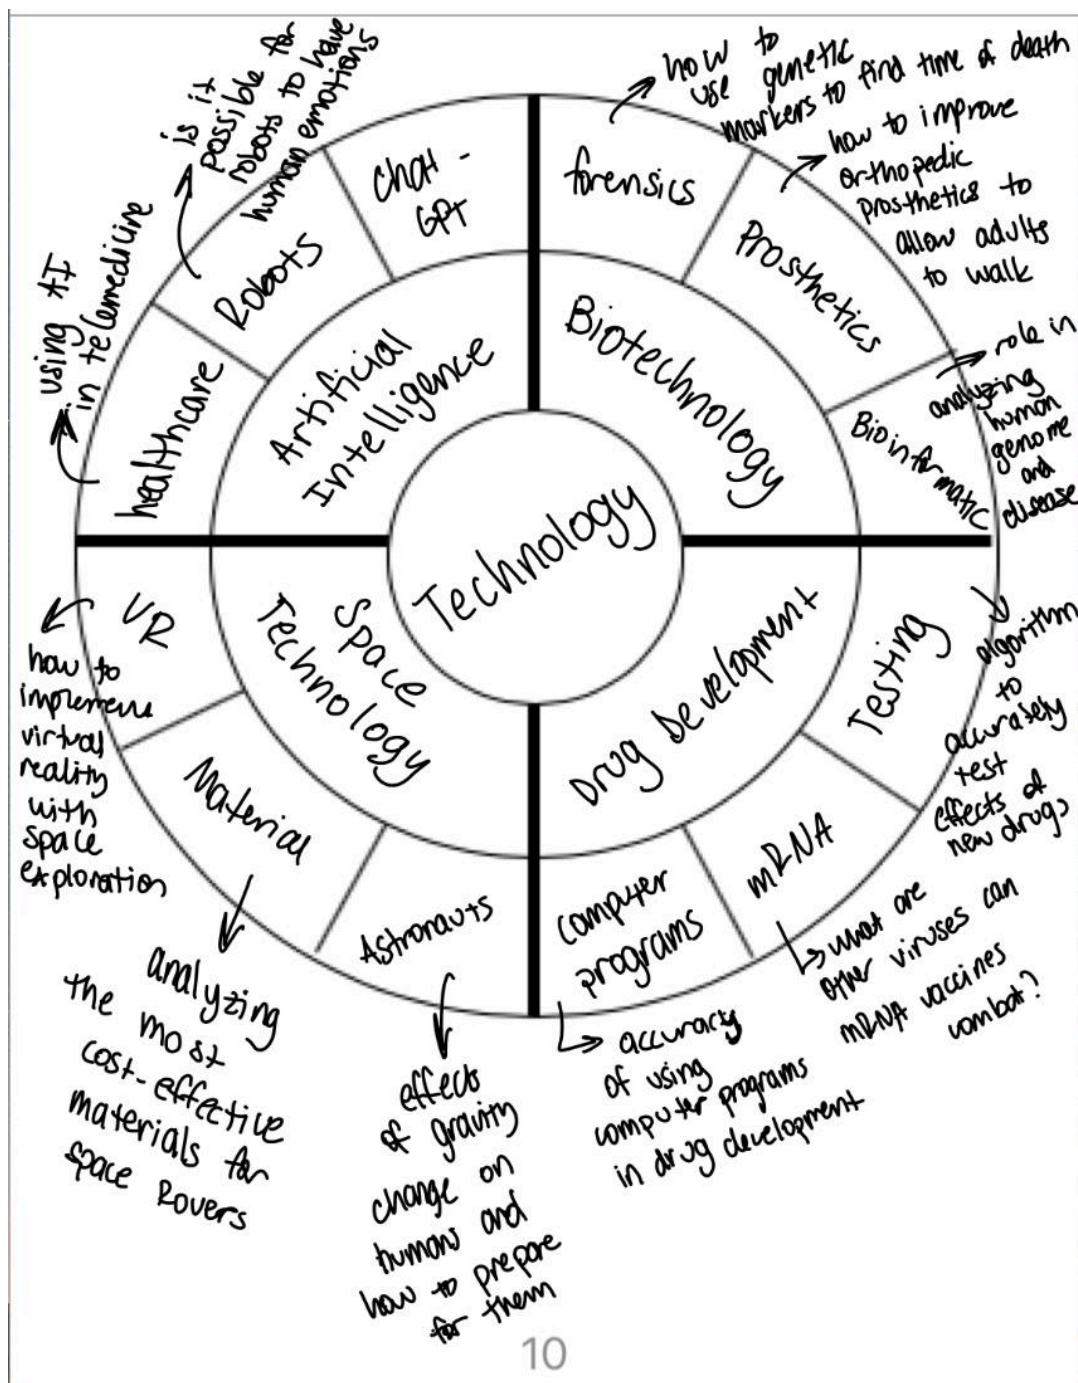 Technology
Artificial
Intelligence
Biotechnology
Space
Technology
Drug Development
healthcare
using AI
in telemedicine
Robots
is it
possible for
robots to have
human emotions
Chat-
GPT
forensics
how to
use genetic
markers to find time of death
Prosthetics
how to improve
orthopedic
prosthetics to
allow adults
to walk
Bioinformatic
role in
analyzing
human
genome
and
disease
Testing
algorithm
to
accurately
test
effects of
new drugs
mRNA
what are
other viruses can
mRNA vaccines
combat?
computer
programs
accuracy
of using
computer programs
in drug development
Astronauts
effects
of gravity
change on
humans and
how to prepare
for them
Material
analyzing
the most
cost-effective
materials for
space Rovers
VR
how to
implement
virtual
reality
with
space
exploration
10